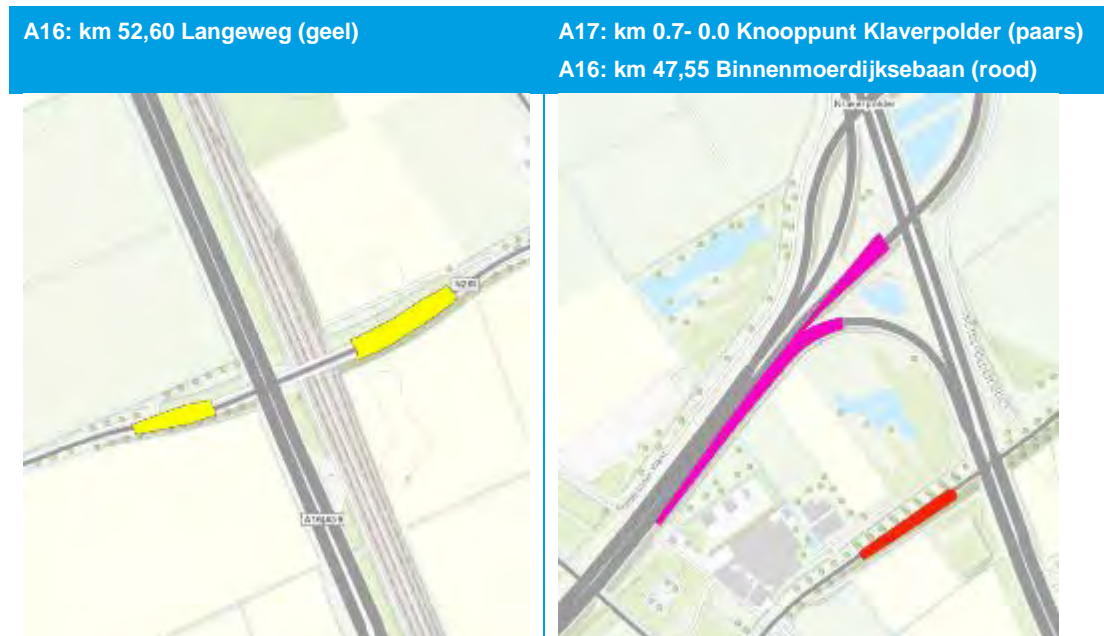 A16: km 52,60 Langeweg (geel)
A17: km 0.7- 0.0 Knooppunt Klaverpolder (paars)
A16: km 47,55 Binnenmoerdijksebaan (rood)
Klaverpolder